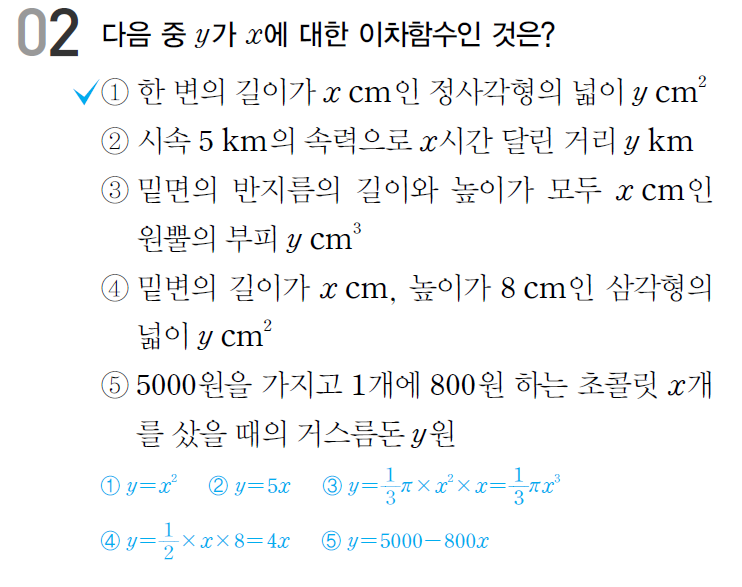 02 다음 중 y가 x에 대한 이차함수인 것은?
✓① 한 변의 길이가 x cm인 정사각형의 넓이 y cm²
② 시속 5 km의 속력으로 x시간 달린 거리 y km
③ 밑면의 반지름의 길이와 높이가 모두 x cm인
원뿔의 부피 y cm³
④ 밑변의 길이가 x cm, 높이가 8 cm인 삼각형의
넓이 y cm²
⑤ 5000원을 가지고 1개에 800원 하는 초콜릿 x개
를 샀을 때의 거스름돈 y원
① y=x² ② y=5x ③ y=1/3π×x²×x=1/3πx³
④ y=1/2×x×8=4x ⑤ y=5000-800x